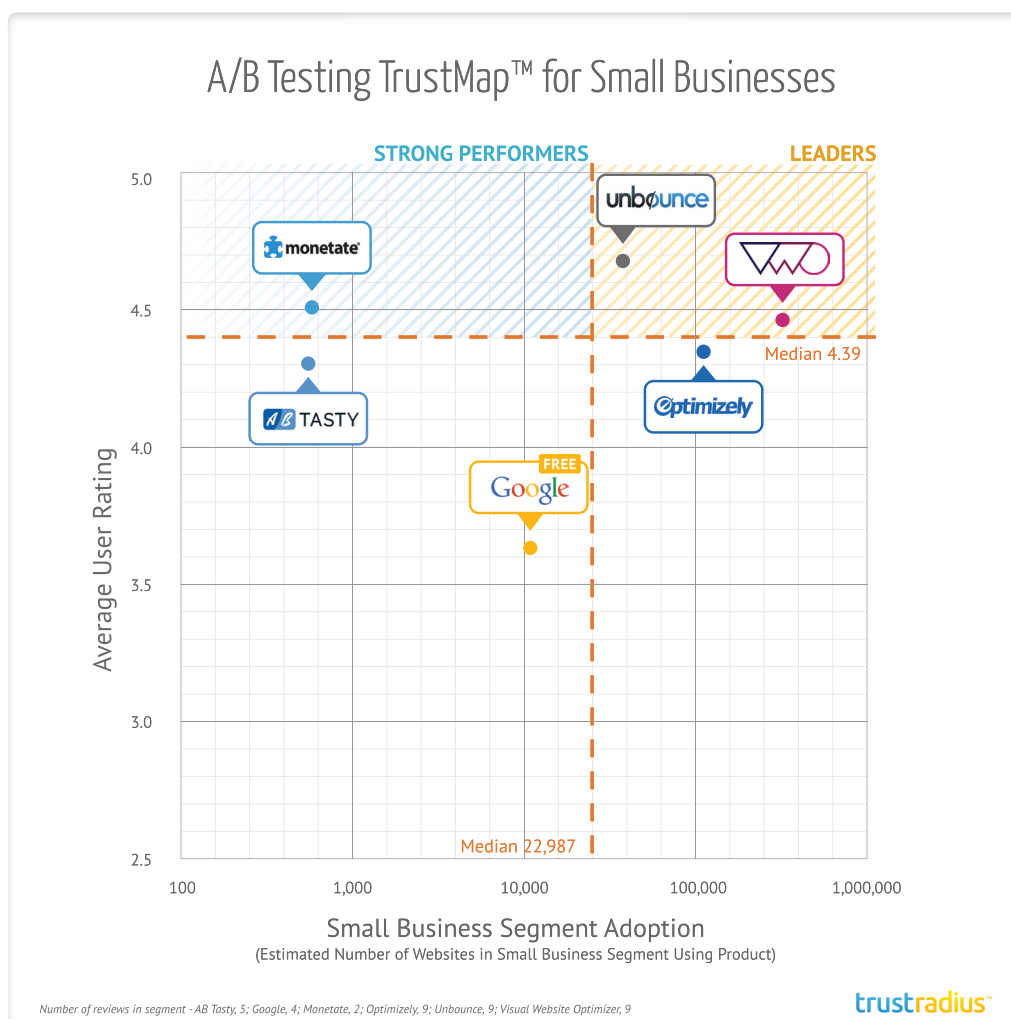 A/B Testing TrustMap™ for Small Businesses
STRONG PERFORMERS
LEADERS
5.0
unbounce
monetate®
VWO
4.5
Median 4.39
AB TASTY
Optimizely
4.0
FREE
Google
3.5
3.0
Median 22,987
2.5
Average User Rating
100
1,000
10,000
100,000
1,000,000
Small Business Segment Adoption
(Estimated Number of Websites in Small Business Segment Using Product)
Number of reviews in segment - AB Tasty, 5; Google, 4; Monetate, 2; Optimizely, 9; Unbounce, 9; Visual Website Optimizer, 9
trustradius™